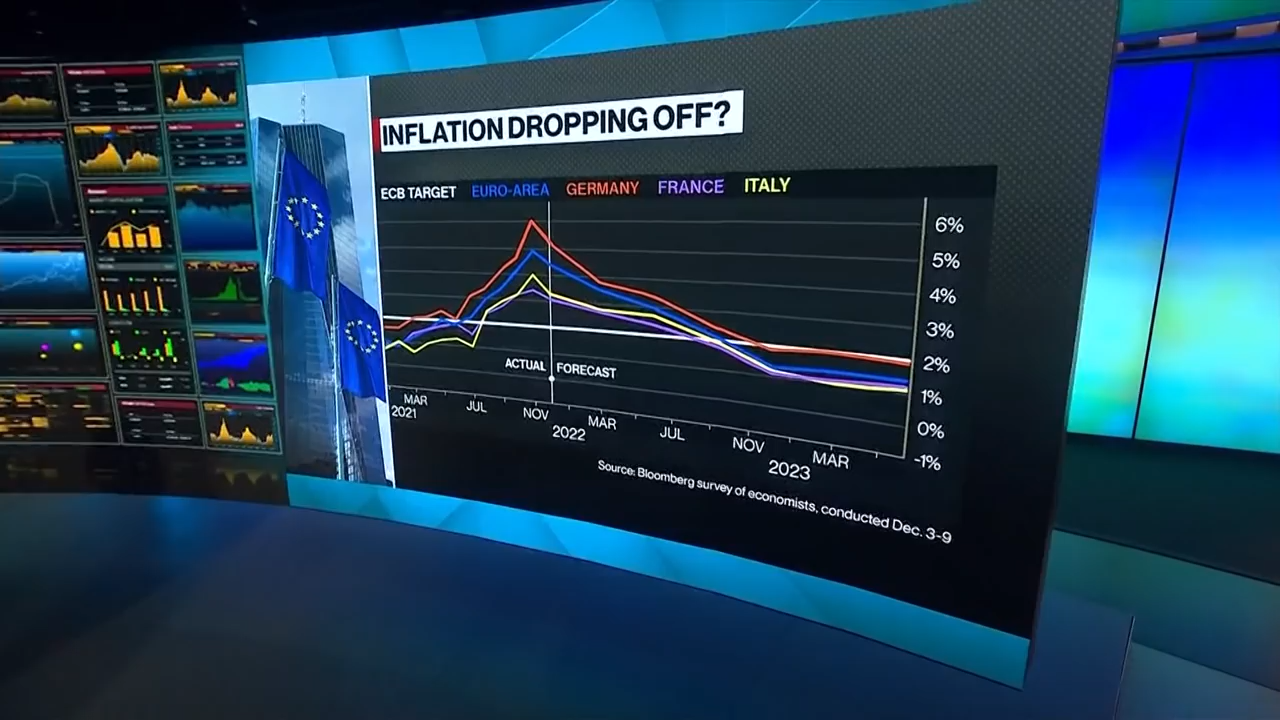 INFLATION DROPPING OFF?
ECB TARGET EURO-AREA GERMANY FRANCE ITALY
6%
5%
4%
3%
2%
1%
0%
-1%
ACTUAL FORECAST
MAR JUL NOV MAR JUL NOV MAR
2021 2022 2023
Source: Bloomberg survey of economists, conducted Dec. 3-9